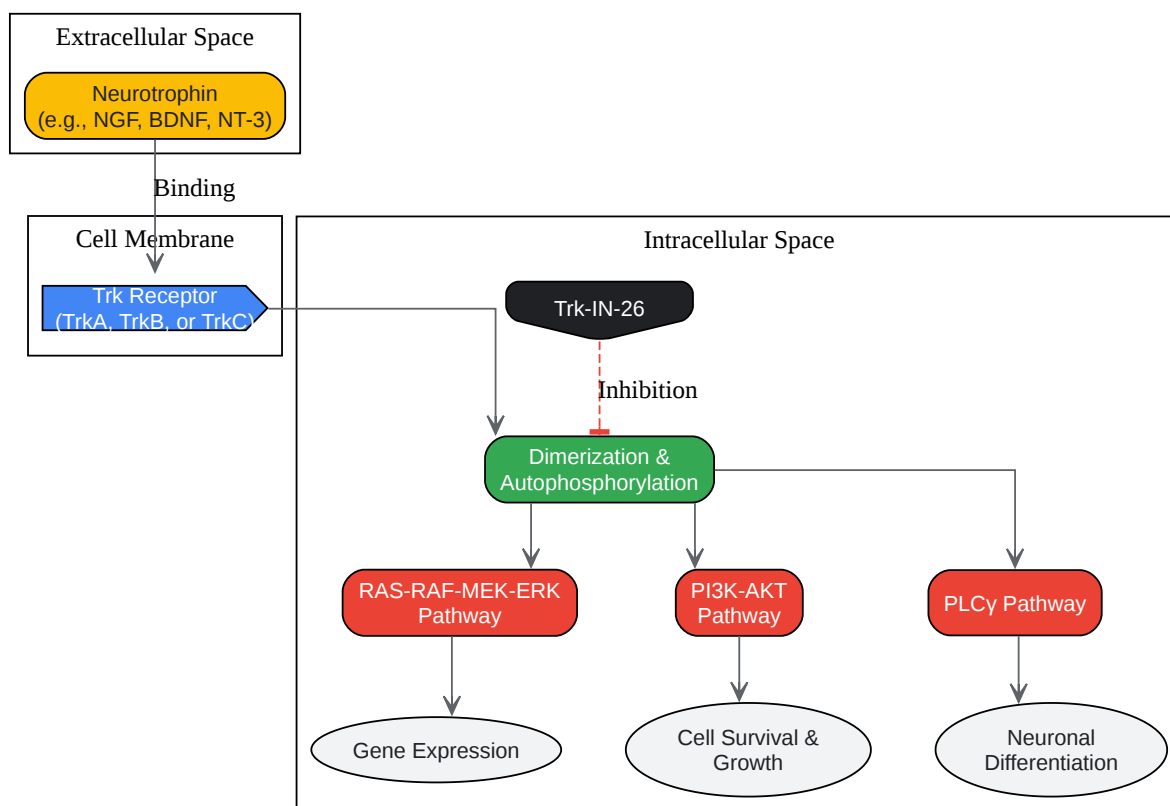 Extracellular Space
Neurotrophin
(e.g., NGF, BDNF, NT-3)
Binding
Cell Membrane
Trk Receptor
(TrkA, TrkB, or TrkC)
Intracellular Space
Trk-IN-26
Inhibition
Dimerization &
Autophosphorylation
RAS-RAF-MEK-ERK
Pathway
PI3K-AKT
Pathway
PLCγ Pathway
Gene Expression
Cell Survival &
Growth
Neuronal
Differentiation